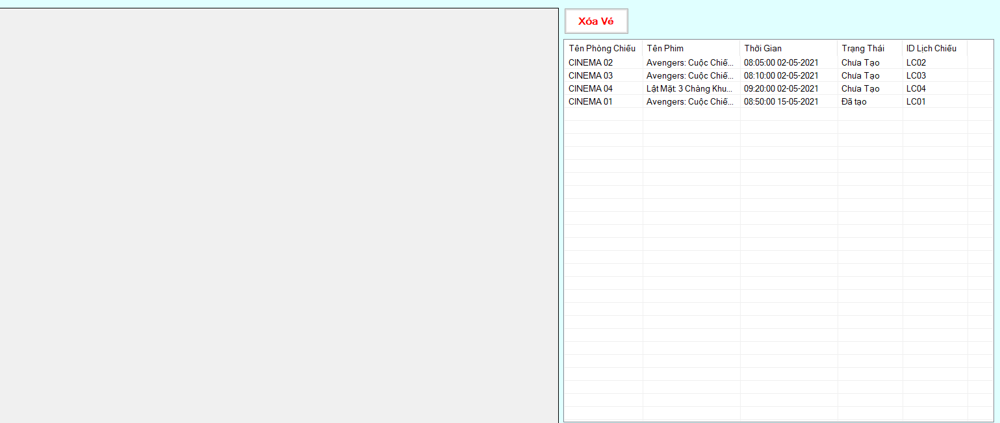 Xóa Vé
Tên Phòng Chiếu Tên Phim Thời Gian Trạng Thái ID Lịch Chiếu
CINEMA 02 Avengers: Cuộc Chiế... 08:05:00 02-05-2021 Chưa Tạo LC02
CINEMA 03 Avengers: Cuộc Chiế... 08:10:00 02-05-2021 Chưa Tạo LC03
CINEMA 04 Lật Mặt: 3 Chàng Khu... 09:20:00 02-05-2021 Chưa Tạo LC04
CINEMA 01 Avengers: Cuộc Chiế... 08:50:00 15-05-2021 Đã tạo LC01